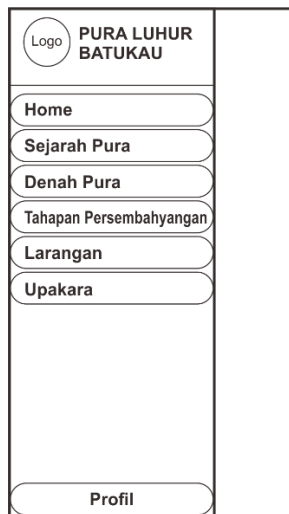 Logo
PURA LUHUR
BATUKAU
Home
Sejarah Pura
Denah Pura
Tahapan Persembahyangan
Larangan
Upakara
Profil